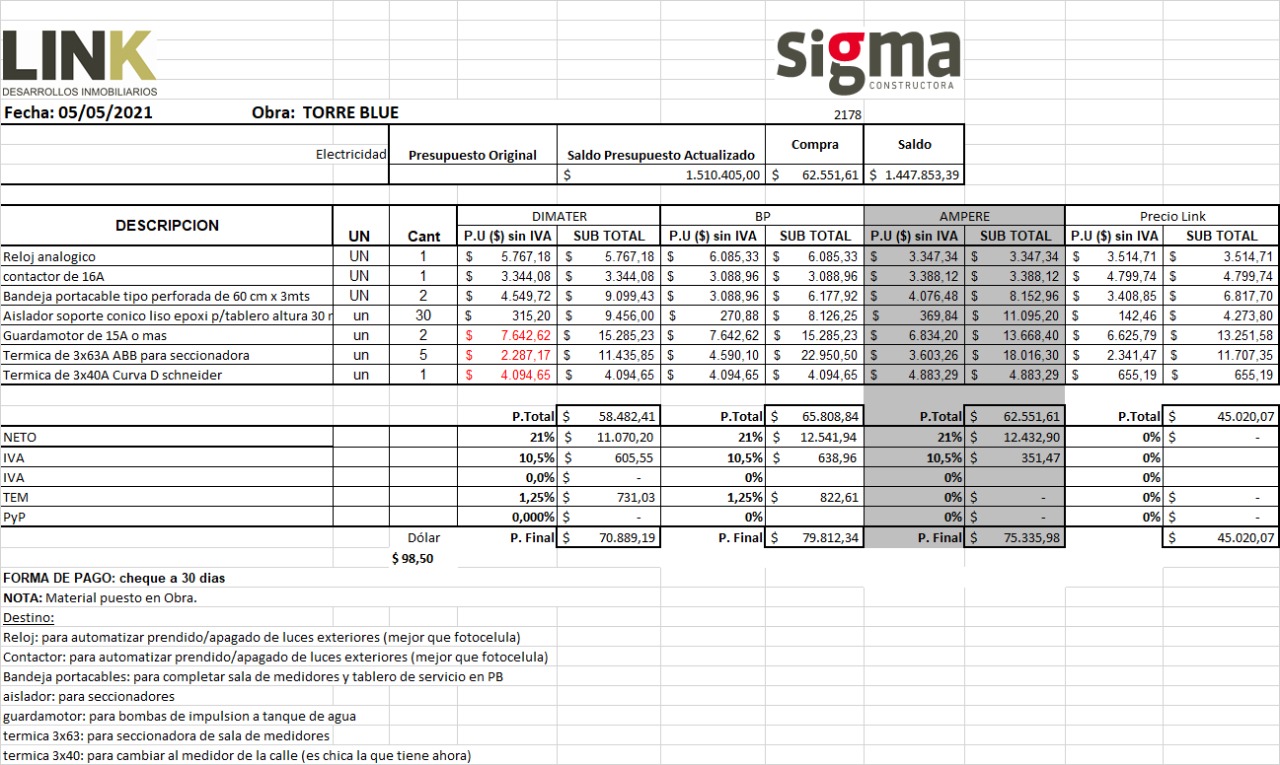 LINK
DESARROLLOS INMOBILIARIOS
sigma
CONSTRUCTORA
Fecha: 05/05/2021 Obra: TORRE BLUE 2178
Electricidad Presupuesto Original Saldo Presupuesto Actualizado Compra Saldo
$ 1.510.405,00 $ 62.551,61 $ 1.447.853,39
DIMATER BP AMPERE Precio Link
DESCRIPCION UN Cant P.U ($) sin IVA SUB TOTAL P.U ($) sin IVA SUB TOTAL P.U ($) sin IVA SUB TOTAL P.U ($) sin IVA SUB TOTAL
Reloj analogico UN 1 $ 5.767,18 $ 5.767,18 $ 6.085,33 $ 6.085,33 $ 3.347,34 $ 3.347,34 $ 3.514,71 $ 3.514,71
contactor de 16A UN 1 $ 3.344,08 $ 3.344,08 $ 3.088,96 $ 3.088,96 $ 3.388,12 $ 3.388,12 $ 4.799,74 $ 4.799,74
Bandeja portacable tipo perforada de 60 cm x 3mts UN 2 $ 4.549,72 $ 9.099,43 $ 3.088,96 $ 6.177,92 $ 4.076,48 $ 8.152,96 $ 3.408,85 $ 6.817,70
Aislador soporte conico liso epoxi p/tablero altura 30 r un 30 $ 315,20 $ 9.456,00 $ 270,88 $ 8.126,25 $ 369,84 $ 11.095,20 $ 142,46 $ 4.273,80
Guardamotor de 15A o mas un 2 $ 7.642,62 $ 15.285,23 $ 7.642,62 $ 15.285,23 $ 6.834,20 $ 13.668,40 $ 6.625,79 $ 13.251,58
Termica de 3x63A ABB para seccionadora un 5 $ 2.287,17 $ 11.435,85 $ 4.590,10 $ 22.950,50 $ 3.603,26 $ 18.016,30 $ 2.341,47 $ 11.707,35
Termica de 3x40A Curva D schneider un 1 $ 4.094,65 $ 4.094,65 $ 4.094,65 $ 4.094,65 $ 4.883,29 $ 4.883,29 $ 655,19 $ 655,19
P.Total $ 58.482,41 P.Total $ 65.808,84 P.Total $ 62.551,61 P.Total $ 45.020,07
NETO 21% $ 11.070,20 21% $ 12.541,94 21% $ 12.432,90 0% $ -
IVA 10,5% $ 605,55 10,5% $ 638,96 10,5% $ 351,47 0%
IVA 0,0% $ - 0% 0% 0%
TEM 1,25% $ 731,03 1,25% $ 822,61 0% $ - 0% $ -
PyP 0,000% $ - 0% 0% $ - 0% $ -
Dólar P. Final $ 70.889,19 P. Final $ 79.812,34 P. Final $ 75.335,98 $ 45.020,07
$ 98,50
FORMA DE PAGO: cheque a 30 dias
NOTA: Material puesto en Obra.
Destino:
Reloj: para automatizar prendido/apagado de luces exteriores (mejor que fotocelula)
Contactor: para automatizar prendido/apagado de luces exteriores (mejor que fotocelula)
Bandeja portacables: para completar sala de medidores y tablero de servicio en PB
aislador: para seccionadores
guardamotor: para bombas de impulsion a tanque de agua
termica 3x63: para seccionadora de sala de medidores
termica 3x40: para cambiar al medidor de la calle (es chica la que tiene ahora)